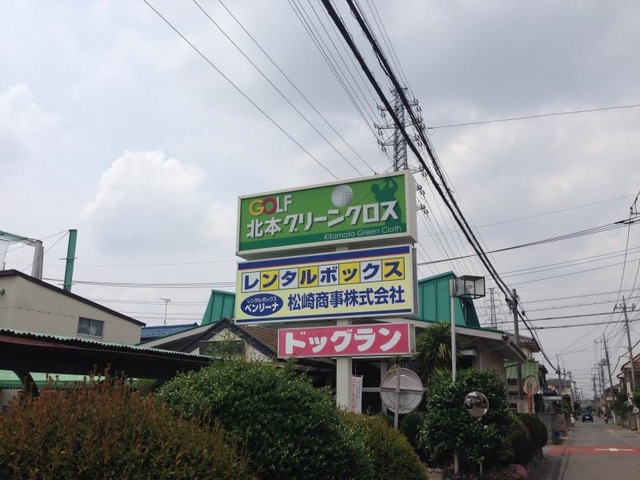 GOLF
北本グリーンクロス
Kitamoto Green Cloth
レンタルボックス
レンタルボックス
ベンリーナ
松崎商事株式会社
ドッグラン